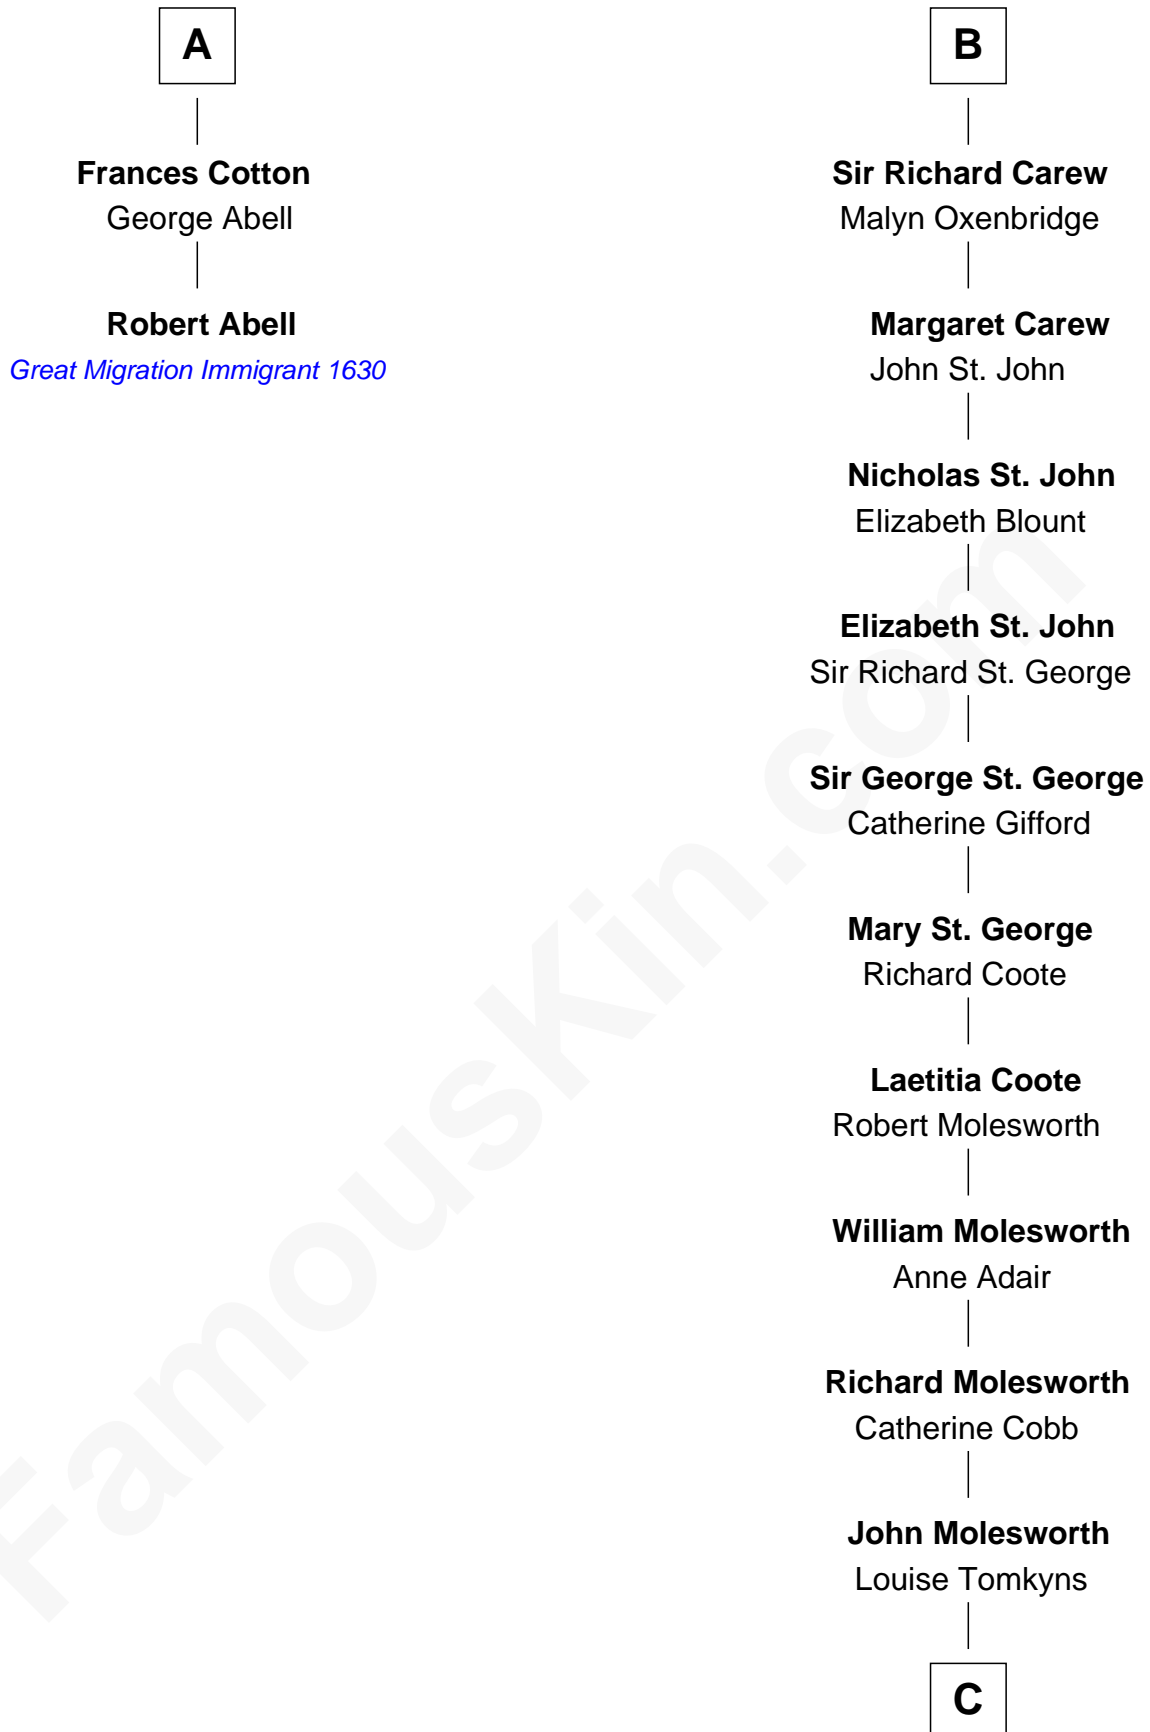 A
Frances Cotton
George Abell
Robert Abell
Great Migration Immigrant 1630
B
Sir Richard Carew
Malyn Oxenbridge
Margaret Carew
John St. John
Nicholas St. John
Elizabeth Blount
Elizabeth St. John
Sir Richard St. George
Sir George St. George
Catherine Gifford
Mary St. George
Richard Coote
Laetitia Coote
Robert Molesworth
William Molesworth
Anne Adair
Richard Molesworth
Catherine Cobb
John Molesworth
Louise Tomkyns
C
FamousKin.com